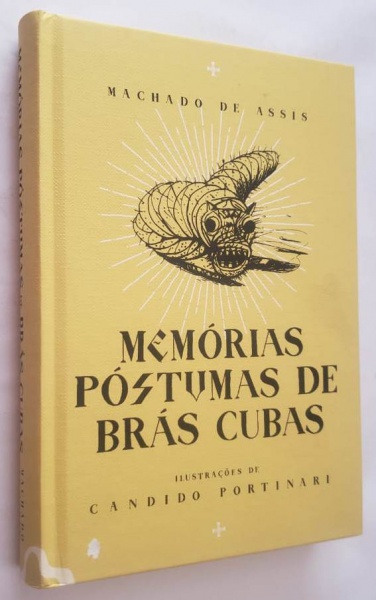 MACHADO DE ASSIS
MEMÓRIAS
PÓSTUMAS DE
BRÁS CUBAS
ILUSTRAÇÕES DE
CANDIDO PORTINARI